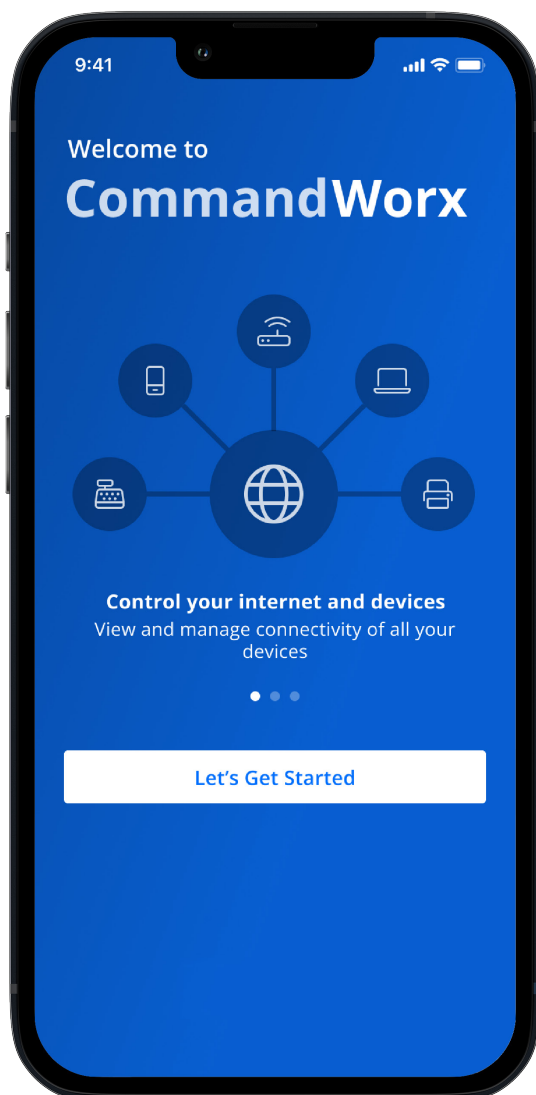 9:41
Welcome to
CommandWorx
Control your internet and devices
View and manage connectivity of all your
devices
Let’s Get Started